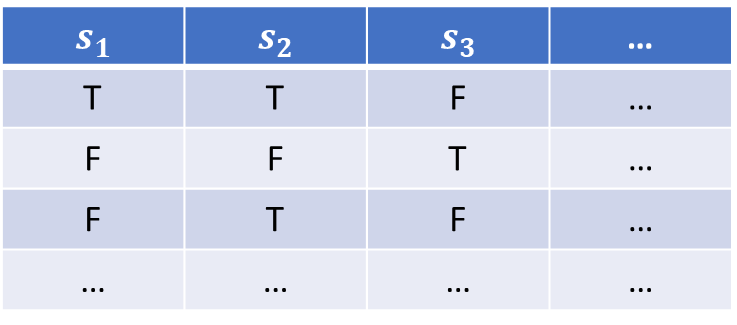 s₁ s₂ s₃ ...
T T F ...
F F T ...
F T F ...
... ... ... ...